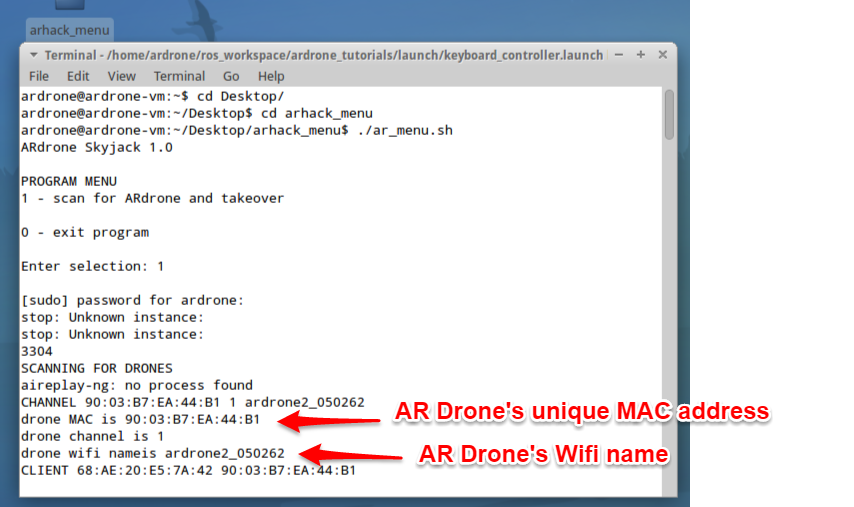 arhack_menu
Terminal - /home/ardrone/ros_workspace/ardrone_tutorials/launch/keyboard_controller.launch
File Edit View Terminal Go Help
ardrone@ardrone-vm:~$ cd Desktop/
ardrone@ardrone-vm:~/Desktop$ cd arhack_menu
ardrone@ardrone-vm:~/Desktop/arhack_menu$ ./ar_menu.sh
ARdrone Skyjack 1.0
PROGRAM MENU
1 - scan for ARdrone and takeover
0 - exit program
Enter selection: 1
[sudo] password for ardrone:
stop: Unknown instance:
stop: Unknown instance:
3304
SCANNING FOR DRONES
aireplay-ng: no process found
CHANNEL 90:03:B7:EA:44:B1 1 ardrone2_050262
drone MAC is 90:03:B7:EA:44:B1
AR Drone's unique MAC address
drone channel is 1
drone wifi nameis ardrone2_050262
AR Drone's Wifi name
CLIENT 68:AE:20:E5:7A:42 90:03:B7:EA:44:B1